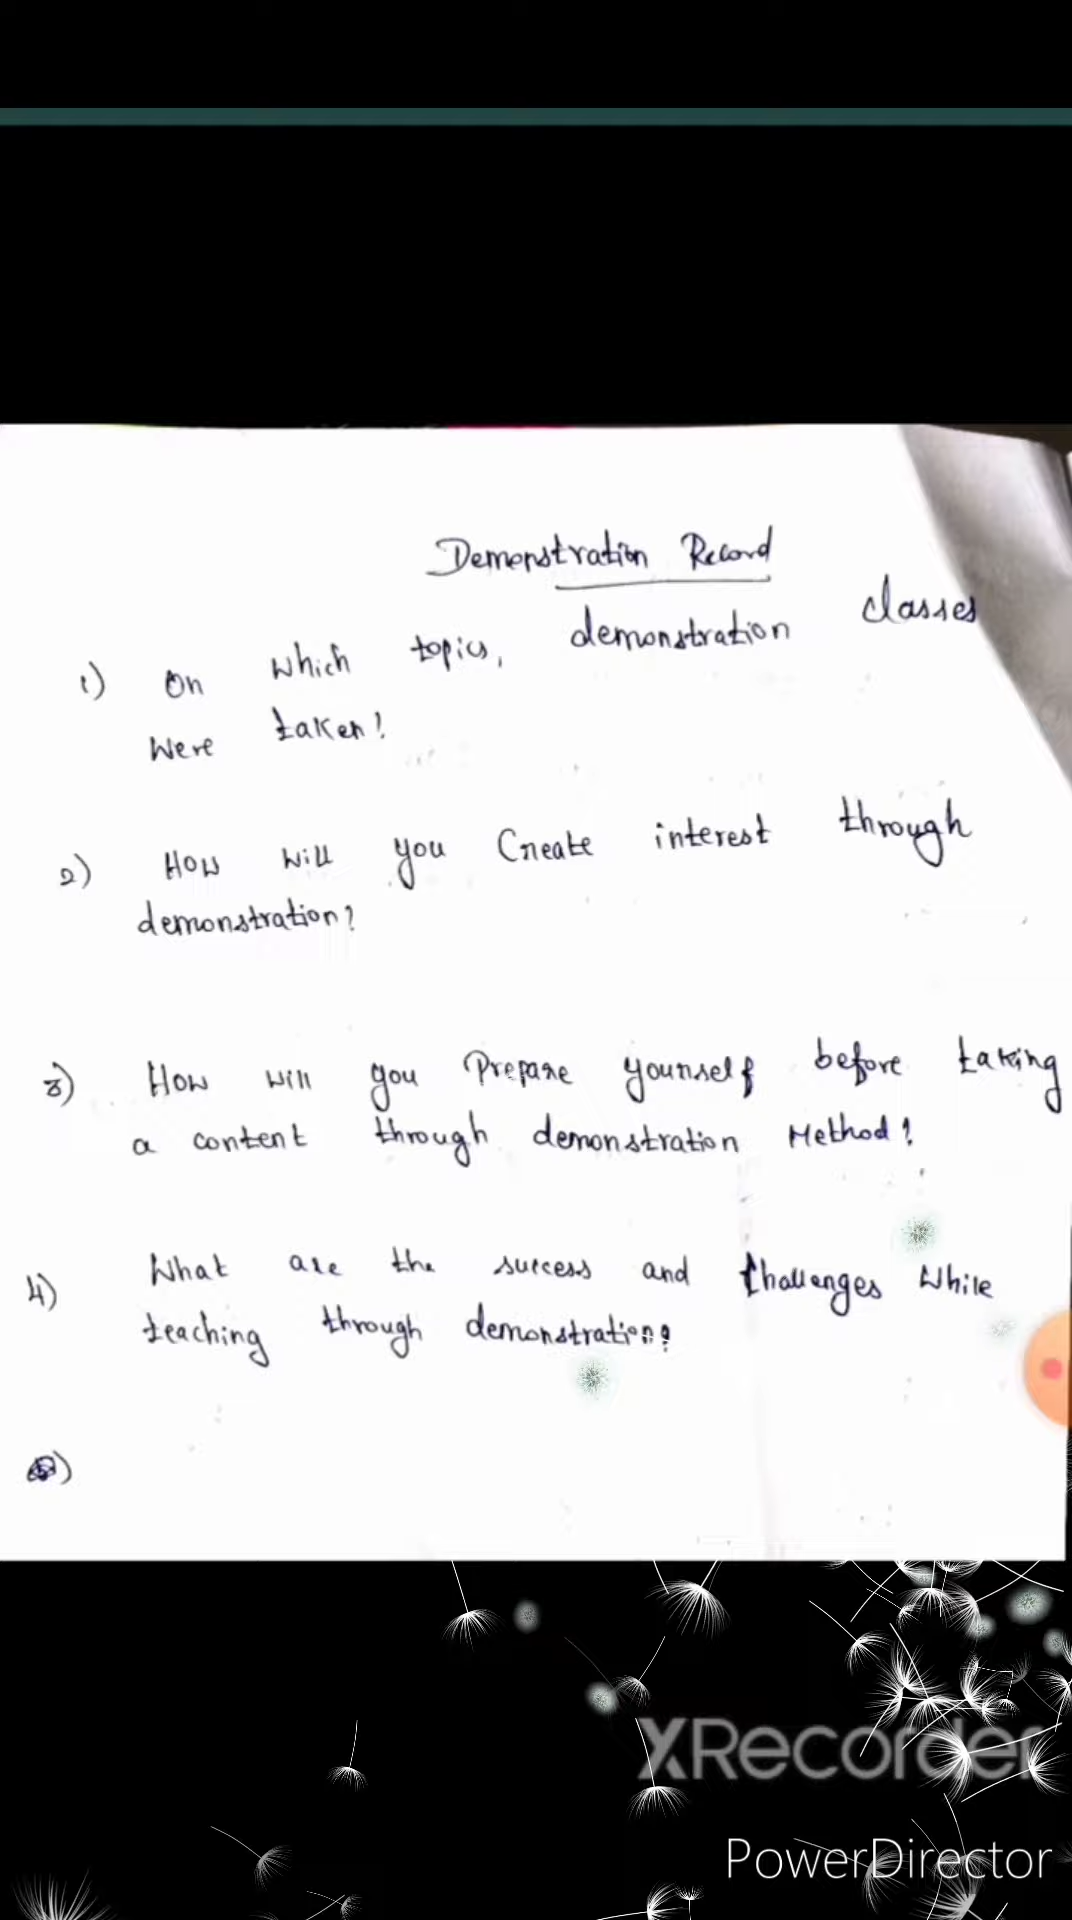 Demonstration Record
1) On which topics, demonstration classes
were taken?
2) How will you Create interest through
demonstration?
3) How will you Prepare yourself before taking
a content through demonstration Method?
4) What are the success and Challenges while
teaching through demonstration?
XRecorder
PowerDirector